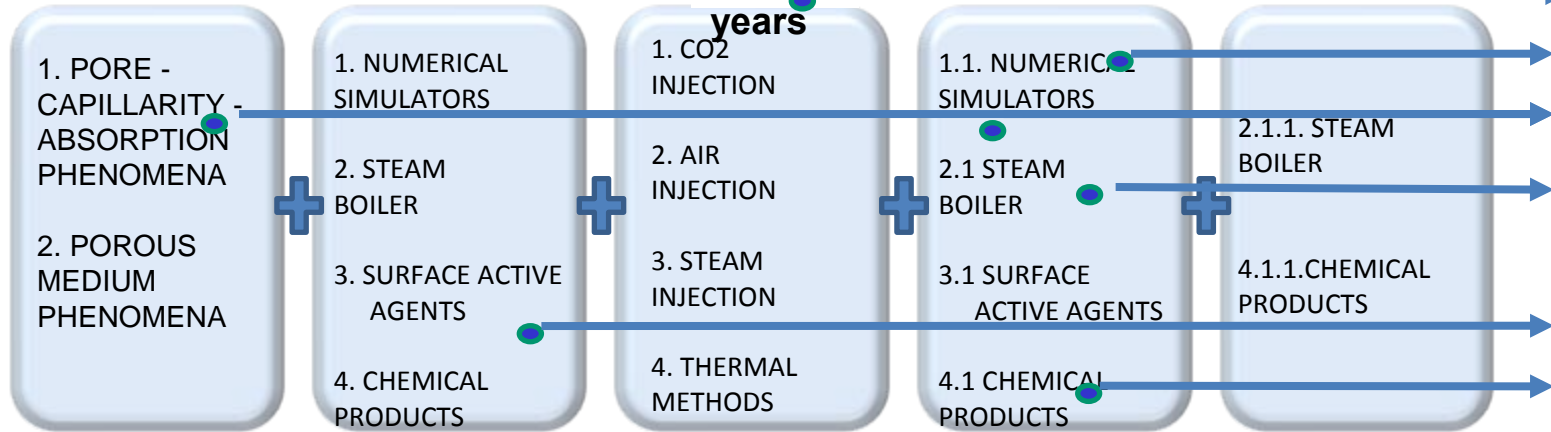 years
1. PORE -
CAPILLARITY -
ABSORPTION
PHENOMENA
2. POROUS
MEDIUM
PHENOMENA
1. NUMERICAL
SIMULATORS
2. STEAM
BOILER
3. SURFACE ACTIVE
AGENTS
4. CHEMICAL
PRODUCTS
1. CO2
INJECTION
2. AIR
INJECTION
3. STEAM
INJECTION
4. THERMAL
METHODS
1.1. NUMERICAL
SIMULATORS
2.1 STEAM
BOILER
3.1 SURFACE
ACTIVE AGENTS
4.1 CHEMICAL
PRODUCTS
2.1.1. STEAM
BOILER
4.1.1.CHEMICAL
PRODUCTS